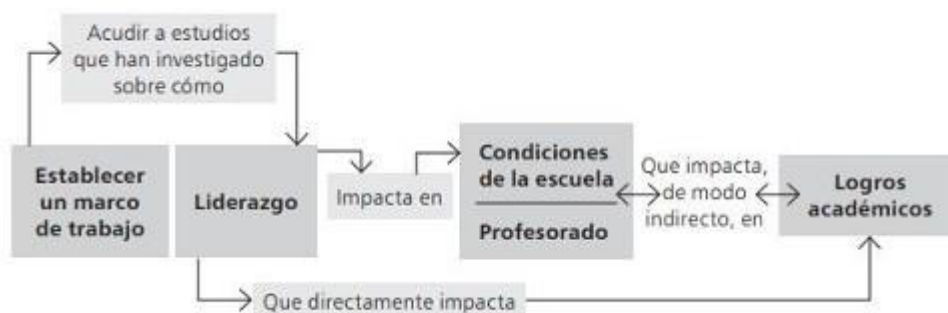 Acudir a estudios
que han investigado
sobre cómo
Establecer
un marco
de trabajo
Liderazgo
Impacta en
Condiciones
de la escuela
Profesorado
Que impacta,
de modo
indirecto, en
Logros
académicos
Que directamente impacta